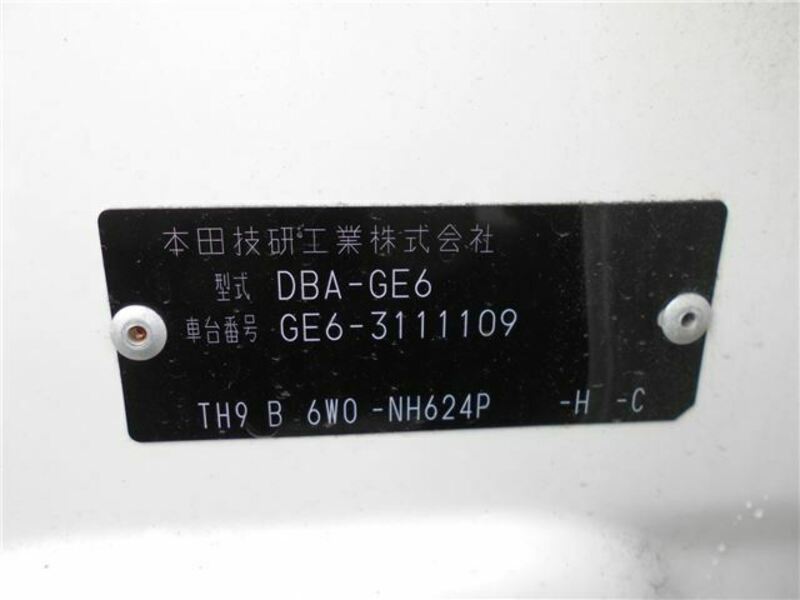 本田技研工業株式会社
型式 DBA-GE6
車台番号 GE6-3111109
TH9 B 6W0 -NH624P -H -C